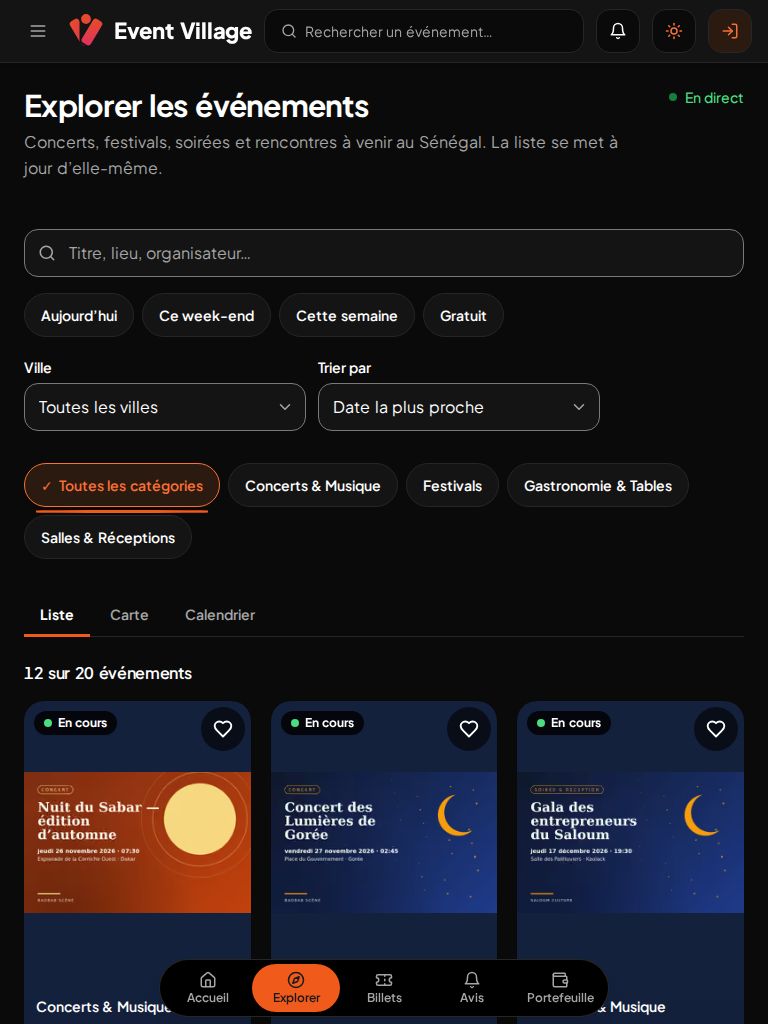 Event Village
Rechercher un événement…
Explorer les événements
En direct
Concerts, festivals, soirées et rencontres à venir au Sénégal. La liste se met à
jour d’elle-même.
Titre, lieu, organisateur…
Aujourd’hui
Ce week-end
Cette semaine
Gratuit
Ville
Trier par
Toutes les villes
Date la plus proche
✓ Toutes les catégories
Concerts & Musique
Festivals
Gastronomie & Tables
Salles & Réceptions
Liste
Carte
Calendrier
12 sur 20 événements
En cours
CONCERT
Nuit du Sabar —
édition
d’automne
jeudi 26 novembre 2026 · 07:30
Esplanade de la Corniche Ouest · Dakar
BAOBAB SCÈNE
Concerts & Musique
En cours
CONCERT
Concert des
Lumières de
Gorée
vendredi 27 novembre 2026 · 02:45
Place du Gouvernement · Gorée
BAOBAB SCÈNE
En cours
Gala des
entrepreneurs
du Saloum
jeudi 17 décembre 2026 · 19:30
Salle des Palétuviers · Kaolack
SALOUM CULTURE
& Musique
Accueil
Explorer
Billets
Avis
Portefeuille